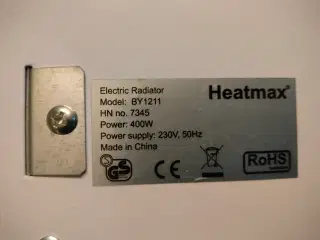 Electric Radiator
Heatmax®
Model: BY1211
HN no. 7345
Power: 400W
Power supply: 230V, 50Hz
Made in China
GS
CE
RoHS